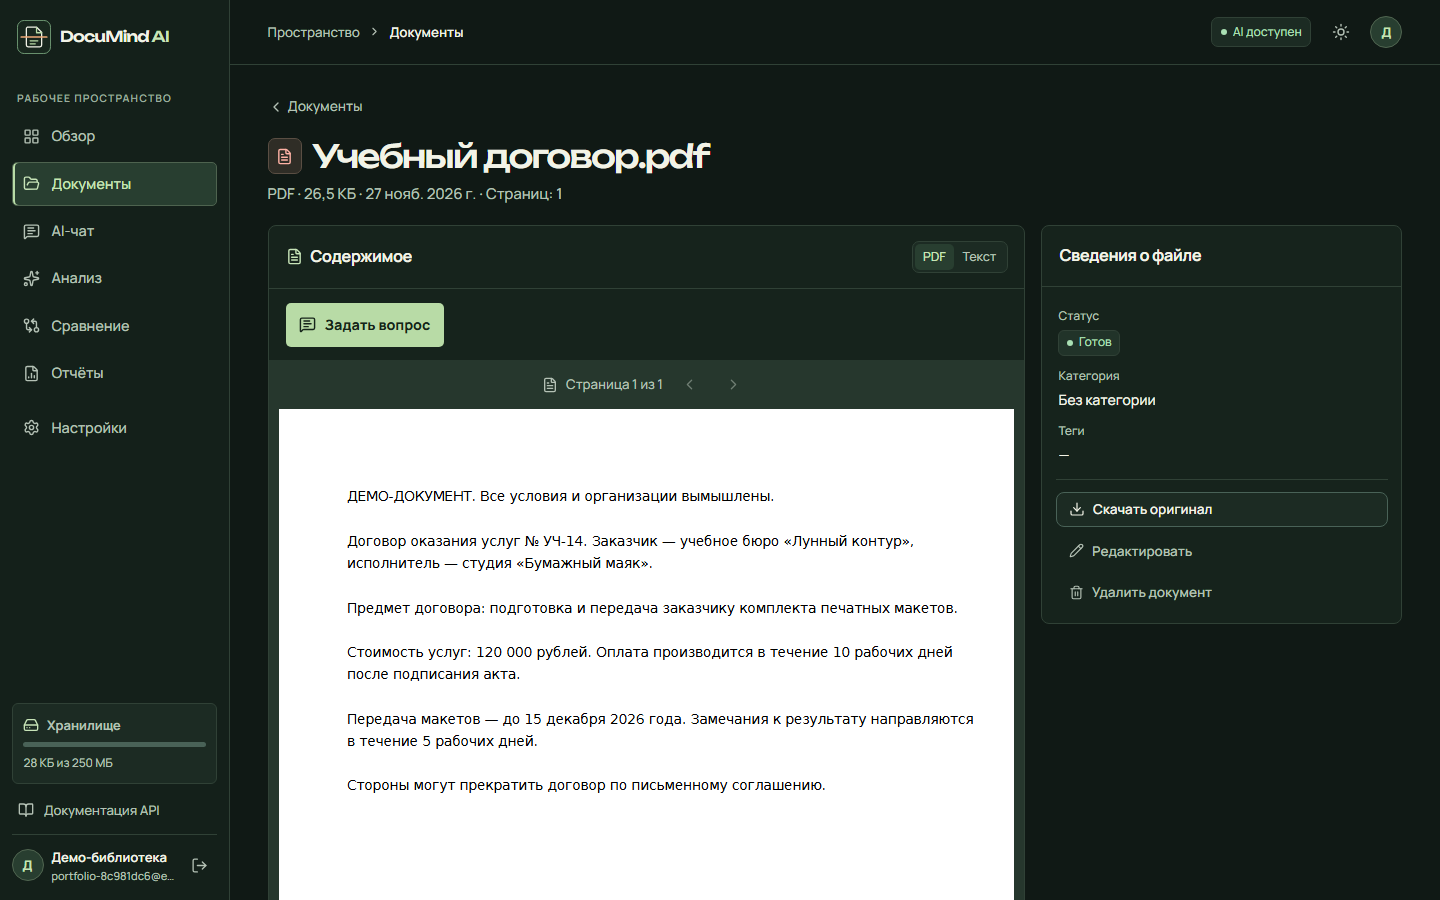 DocuMind AI
РАБОЧЕЕ ПРОСТРАНСТВО
Обзор
Документы
AI-чат
Анализ
Сравнение
Отчёты
Настройки
Хранилище
28 КБ из 250 МБ
Документация API
Д
Демо-библиотека
portfolio-8c981dc6@e...
Пространство > Документы
AI доступен
Д
Документы
Учебный договор.pdf
PDF · 26,5 КБ · 27 нояб. 2026 г. · Страниц: 1
Содержимое
PDF Текст
Задать вопрос
Страница 1 из 1
ДЕМО-ДОКУМЕНТ. Все условия и организации вымышлены.
Договор оказания услуг № УЧ-14. Заказчик — учебное бюро «Лунный контур»,
исполнитель — студия «Бумажный маяк».
Предмет договора: подготовка и передача заказчику комплекта печатных макетов.
Стоимость услуг: 120 000 рублей. Оплата производится в течение 10 рабочих дней
после подписания акта.
Передача макетов — до 15 декабря 2026 года. Замечания к результату направляются
в течение 5 рабочих дней.
Стороны могут прекратить договор по письменному соглашению.
Сведения о файле
Статус
Готов
Категория
Без категории
Теги
—
Скачать оригинал
Редактировать
Удалить документ